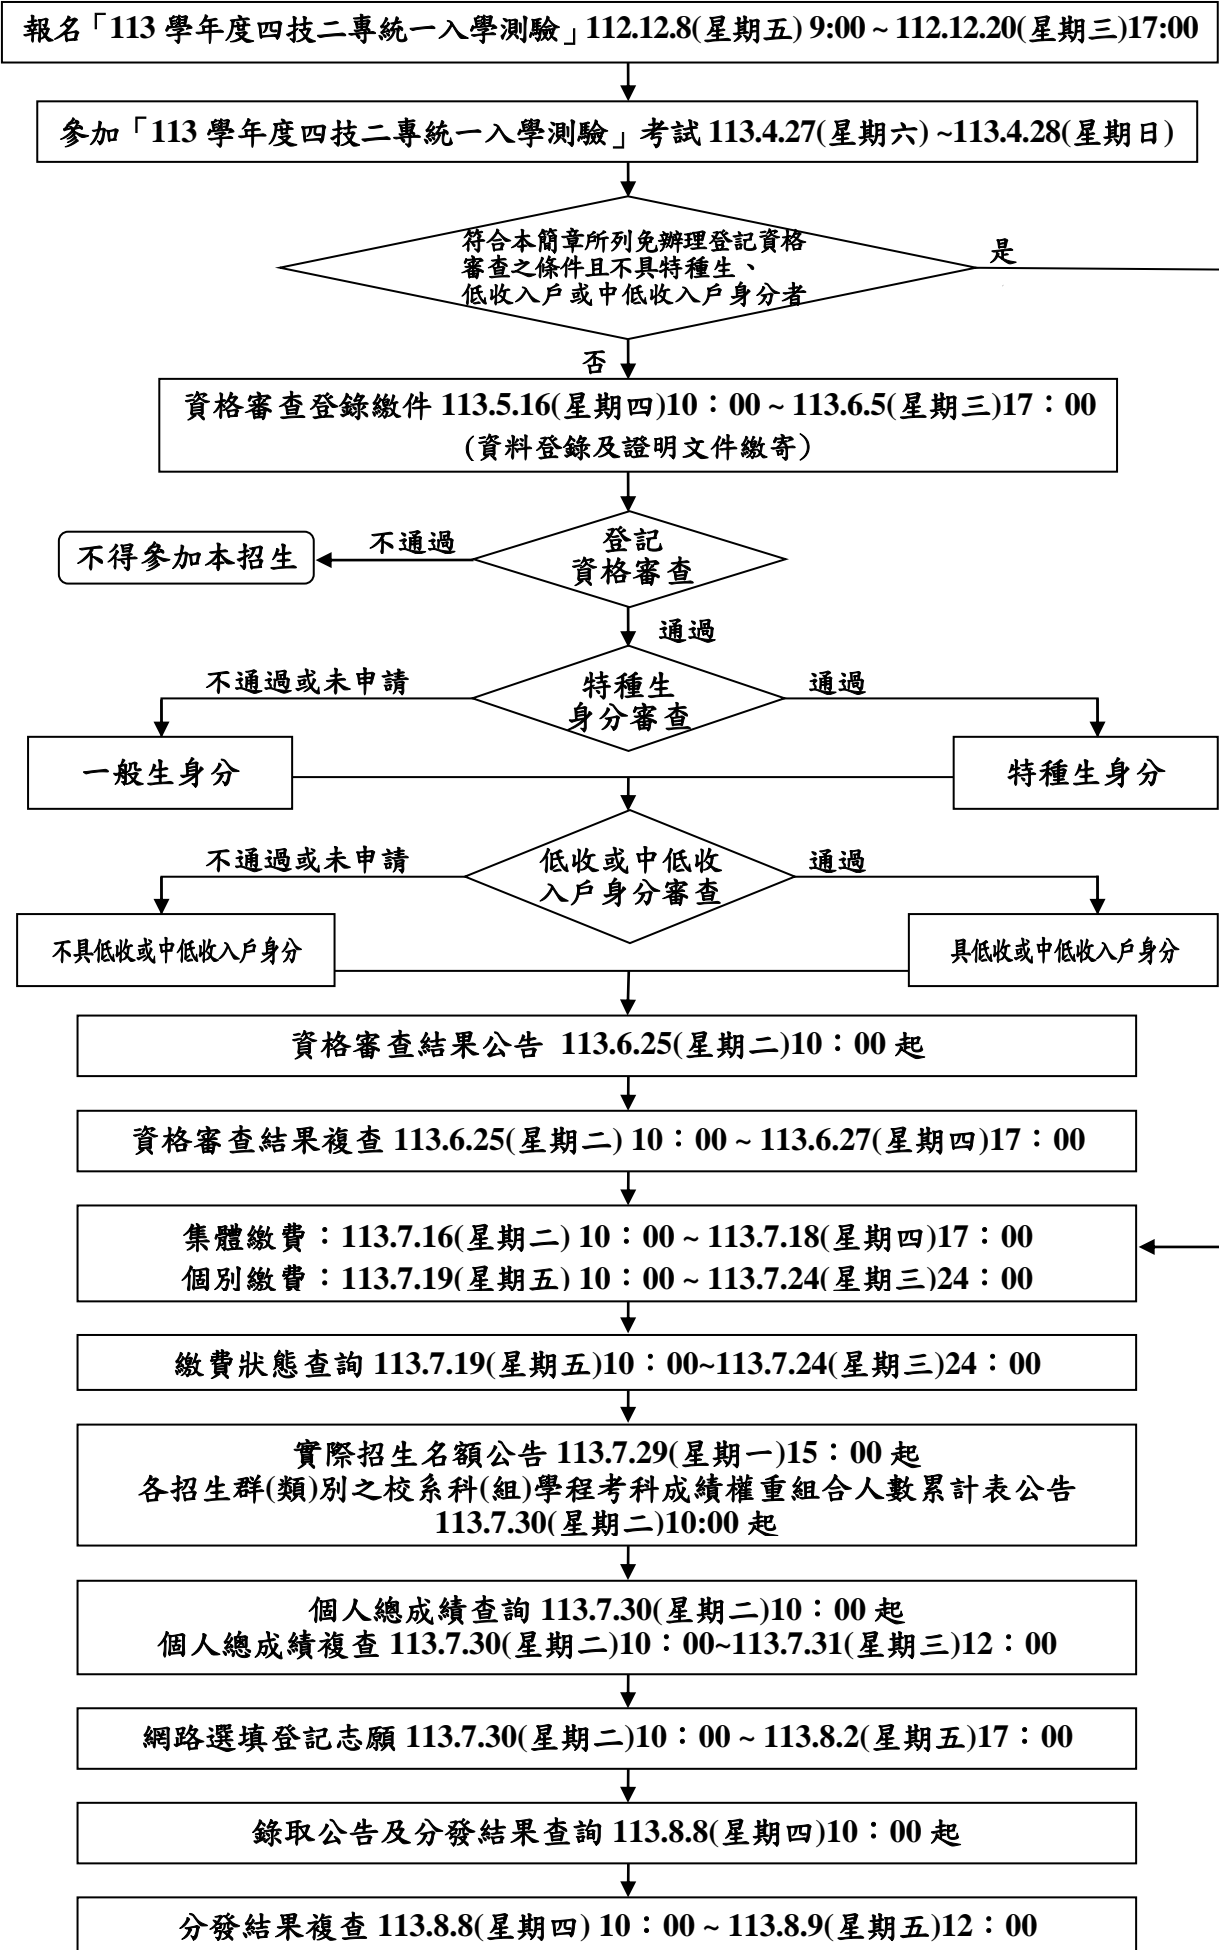 報名「113 學年度四技二專統一入學測驗」112.12.8(星期五) 9:00 ~ 112.12.20(星期三)17:00
參加「113 學年度四技二專統一入學測驗」考試 113.4.27(星期六) ~113.4.28(星期日)
符合本簡章所列免辦理登記資格
審查之條件且不具特種生、
低收入戶或中低收入戶身分者
是
否
資格審查登錄繳件 113.5.16(星期四)10：00 ~ 113.6.5(星期三)17：00
(資料登錄及證明文件繳寄)
登記
資格審查
不通過
不得參加本招生
通過
特種生
身分審查
不通過或未申請
通過
一般生身分
特種生身分
低收或中低收
入戶身分審查
不通過或未申請
通過
不具低收或中低收入戶身分
具低收或中低收入戶身分
資格審查結果公告 113.6.25(星期二)10：00 起
資格審查結果複查 113.6.25(星期二) 10：00 ~ 113.6.27(星期四)17：00
集體繳費：113.7.16(星期二) 10：00 ~ 113.7.18(星期四)17：00
個別繳費：113.7.19(星期五) 10：00 ~ 113.7.24(星期三)24：00
繳費狀態查詢 113.7.19(星期五)10：00~113.7.24(星期三)24：00
實際招生名額公告 113.7.29(星期一)15：00 起
各招生群(類)別之校系科(組)學程考科成績權重組合人數累計表公告
113.7.30(星期二)10:00 起
個人總成績查詢 113.7.30(星期二)10：00 起
個人總成績複查 113.7.30(星期二)10：00~113.7.31(星期三)12：00
網路選填登記志願 113.7.30(星期二)10：00 ~ 113.8.2(星期五)17：00
錄取公告及分發結果查詢 113.8.8(星期四)10：00 起
分發結果複查 113.8.8(星期四) 10：00 ~ 113.8.9(星期五)12：00